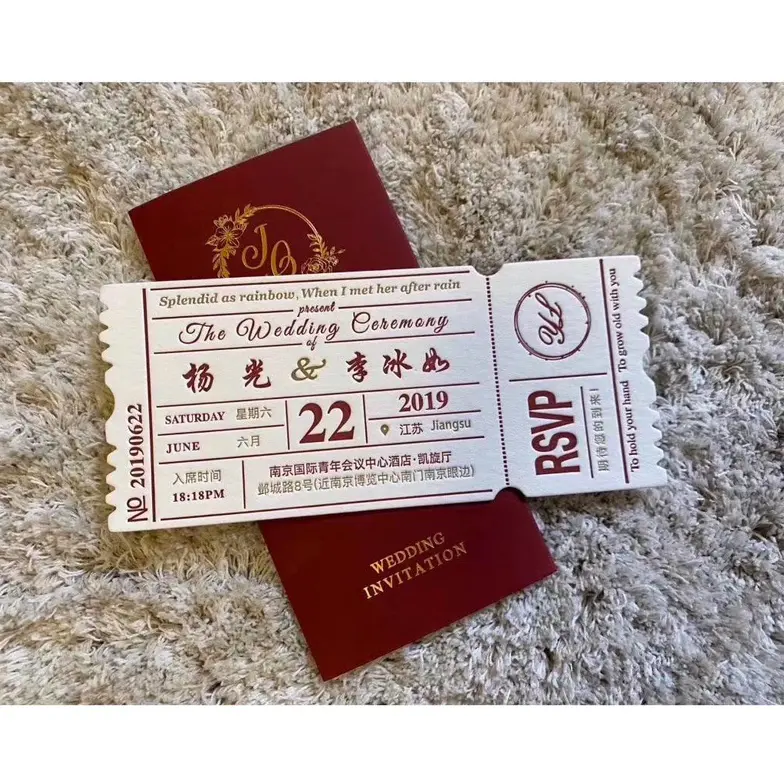 JO
Splendid as rainbow, When I met her after rain
present
The Wedding Ceremony
of
杨光 & 李冰如
SATURDAY 星期六
JUNE 六月
22
2019
江苏 Jiangsu
入席时间
18:18PM
南京国际青年会议中心酒店·凯旋厅
邺城路8号(近南京博览中心南门南京眼边)
№ 20190622
RSVP
期待您的到来!
To hold your hand To grow old with you
WEDDING
INVITATION